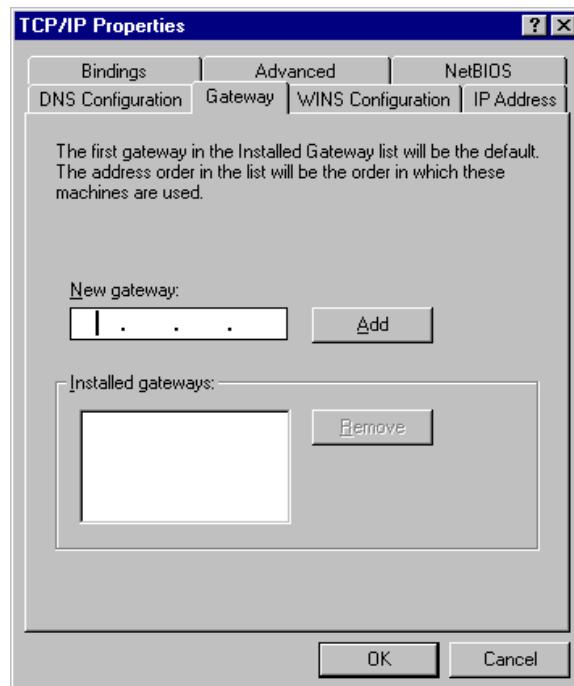 TCP/IP Properties
Bindings Advanced NetBIOS
DNS Configuration Gateway WINS Configuration IP Address
The first gateway in the Installed Gateway list will be the default.
The address order in the list will be the order in which these
machines are used.
New gateway:
. . .
Add
Installed gateways:
Remove
OK Cancel